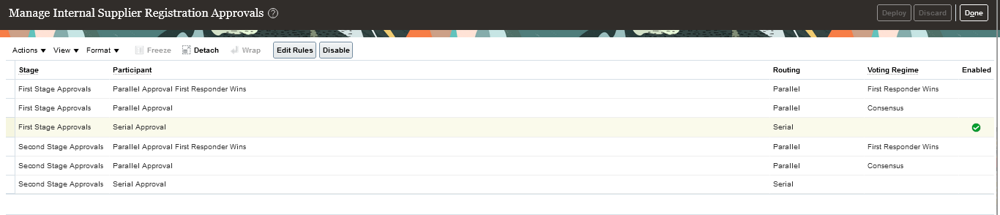 Manage Internal Supplier Registration Approvals ?
Deploy Discard Done
Actions View Format Freeze Detach Wrap Edit Rules Disable
Stage Participant Routing Voting Regime Enabled
First Stage Approvals Parallel Approval First Responder Wins Parallel First Responder Wins
First Stage Approvals Parallel Approval Parallel Consensus
First Stage Approvals Serial Approval Serial
Second Stage Approvals Parallel Approval First Responder Wins Parallel First Responder Wins
Second Stage Approvals Parallel Approval Parallel Consensus
Second Stage Approvals Serial Approval Serial